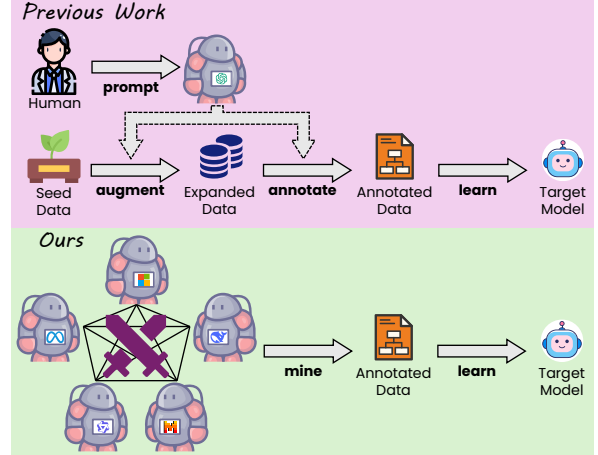 Previous Work
prompt
Human
augment
annotate
learn
Seed
Data
Expanded
Data
Annotated
Data
Target
Model
Ours
mine
learn
Annotated
Data
Target
Model